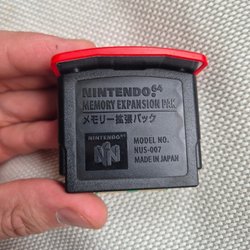 NINTENDO64
MEMORY EXPANSION PAK
メモリー拡張パック
NINTENDO64
N
MODEL NO.
NUS-007
MADE IN JAPAN